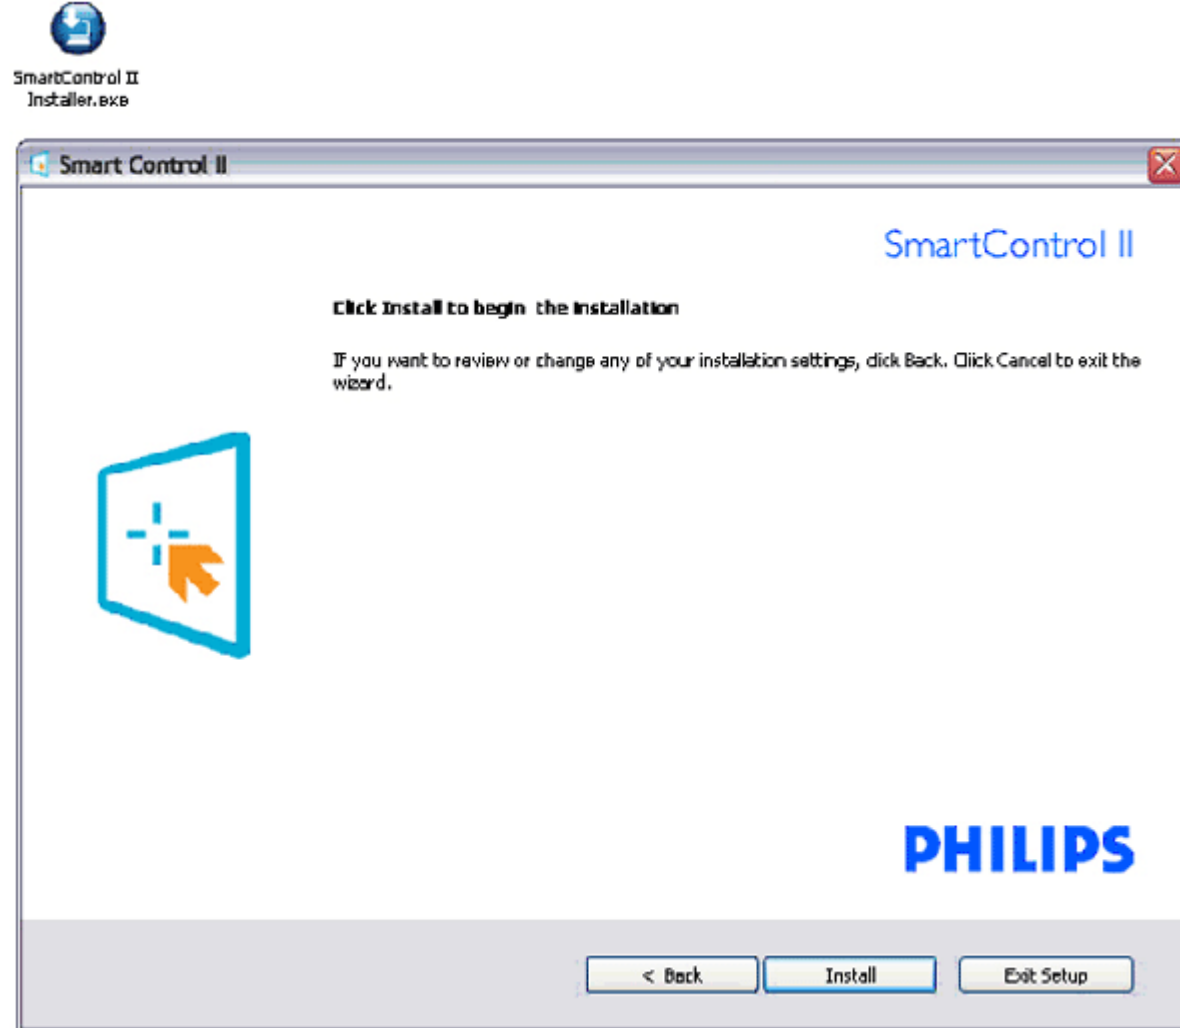 SmartControl II
Installer.exe
Smart Control II
SmartControl II
Click Install to begin the installation
If you want to review or change any of your installation settings, click Back. Cliick Cancel to exit the
wizard.
PHILIPS
< Back
Install
Exit Setup